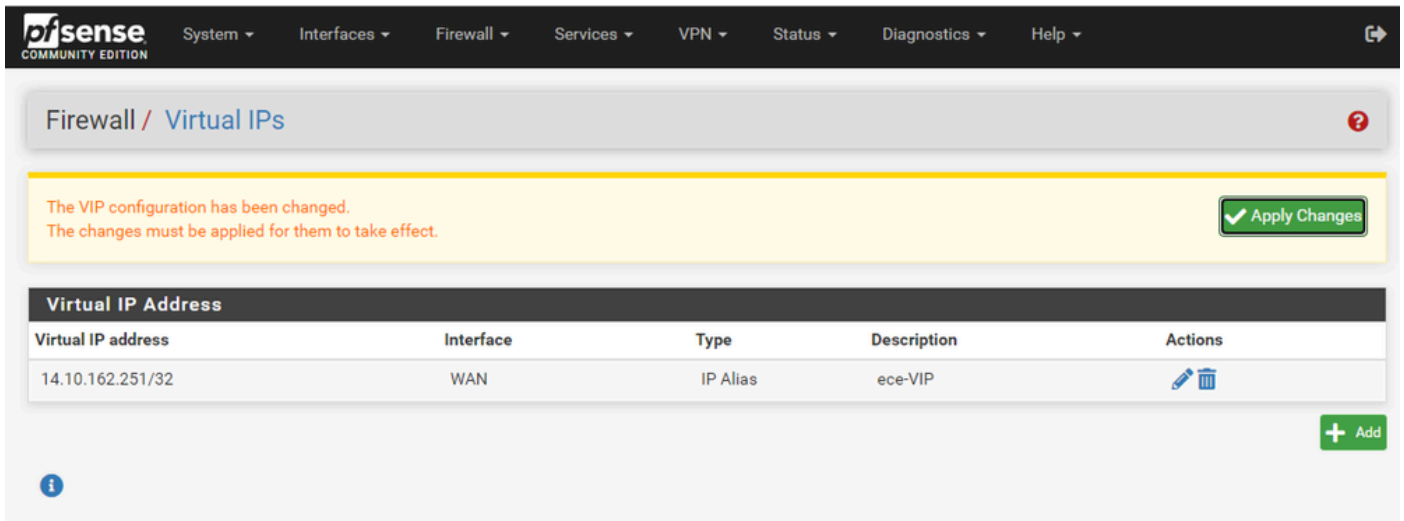 pfsense System Interfaces Firewall Services VPN Status Diagnostics Help
COMMUNITY EDITION
Firewall / Virtual IPs
The VIP configuration has been changed.
The changes must be applied for them to take effect.
Apply Changes
Virtual IP Address
Virtual IP address Interface Type Description Actions
14.10.162.251/32 WAN IP Alias ece-VIP
Add